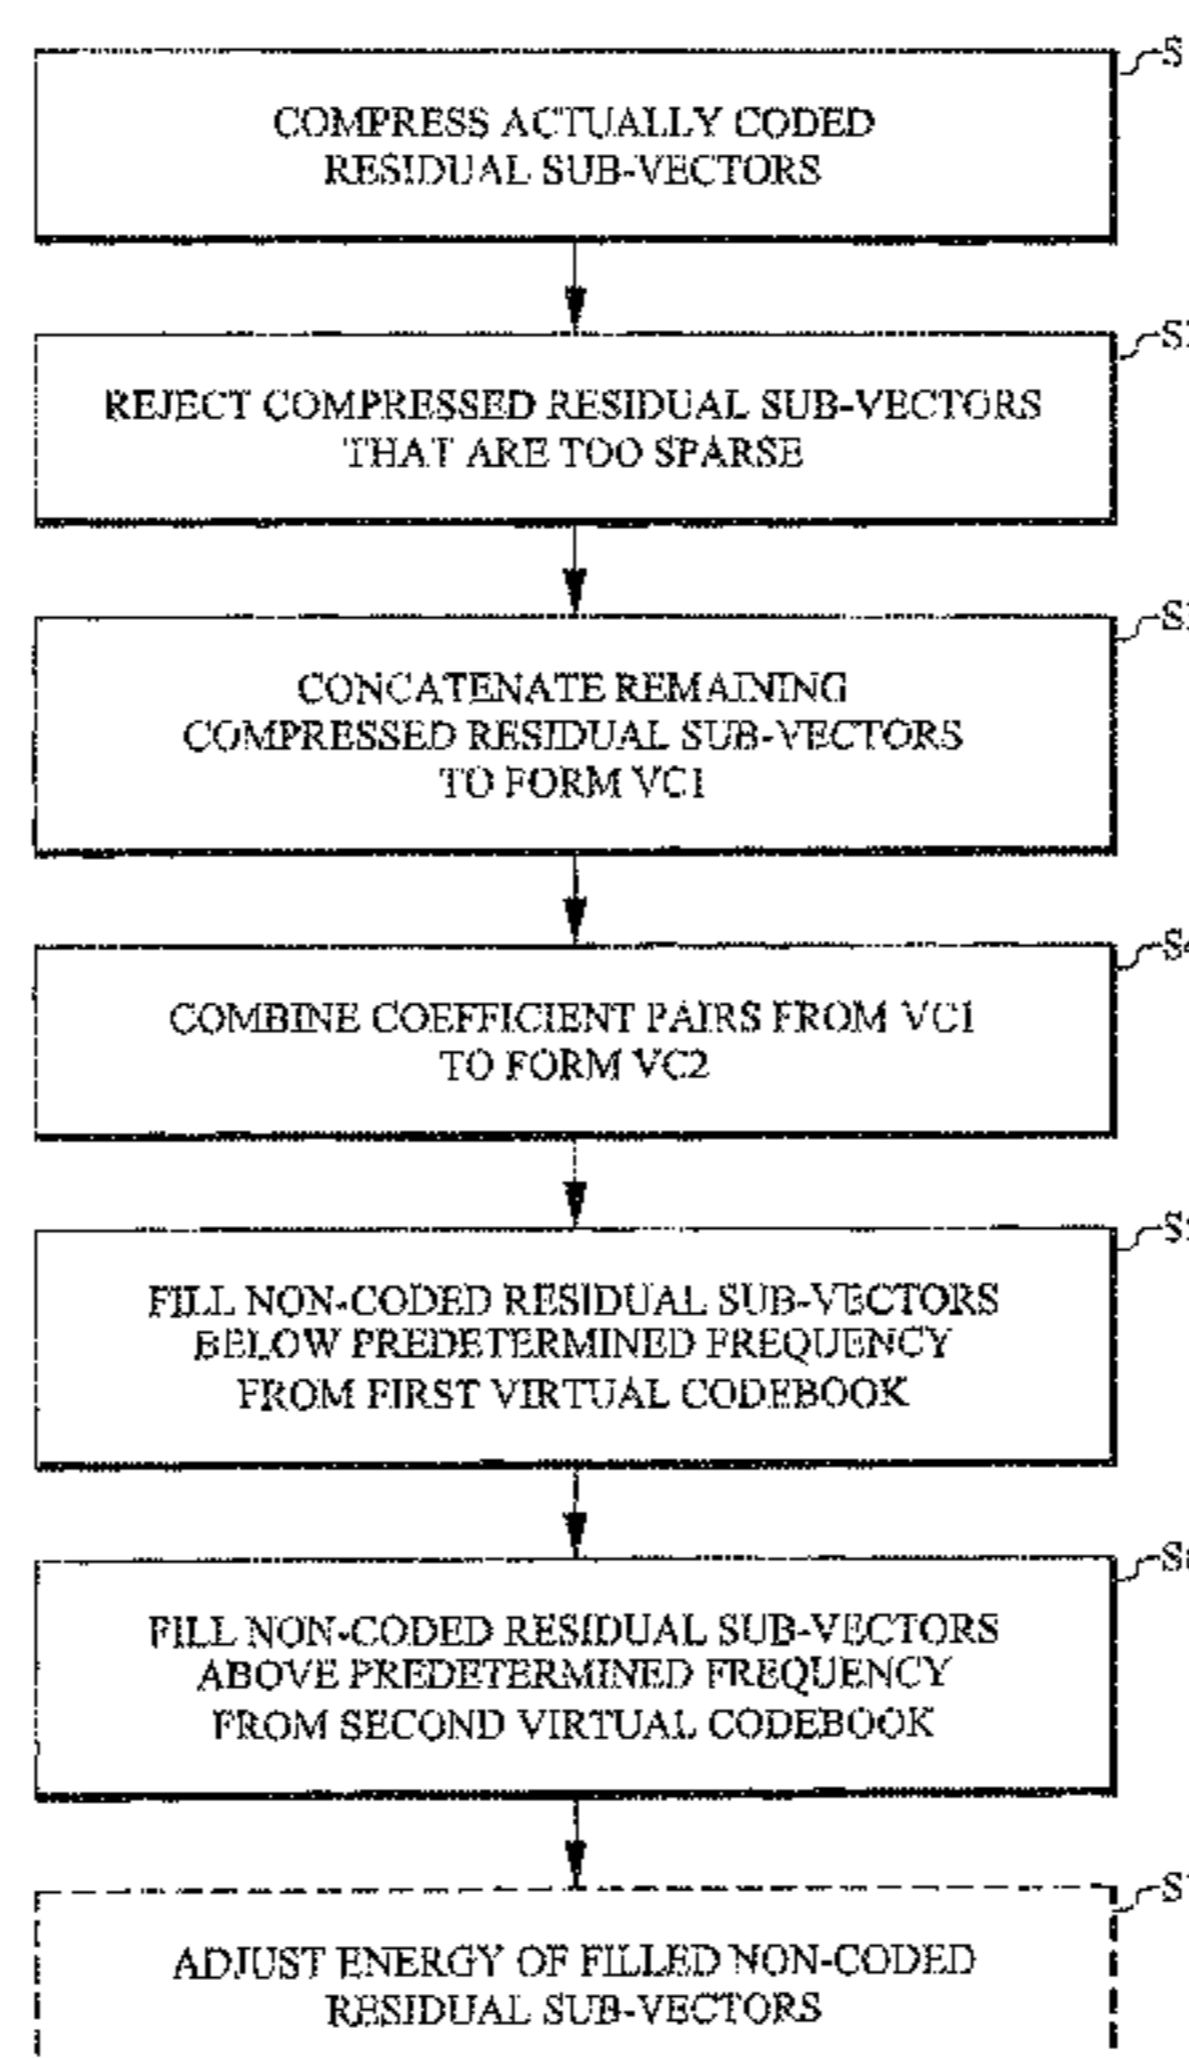 S
COMPRESS ACTUALLY CODED
RESIDUAL SUB-VECTORS
REJECT COMPRESSED RESIDUAL SUB-VECTORS
THAT ARE TOO SPARSE
CONCATENATE REMAINING
COMPRESSED RESIDUAL SUB-VECTORS
TO FORM VC1
COMBINE COEFFICIENT PAIRS FROM VC1
TO FORM VC2
FILL NON-CODED RESIDUAL SUB-VECTORS
BELOW PREDETERMINED FREQUENCY
FROM FIRST VIRTUAL CODEBOOK
FILL NON-CODED RESIDUAL SUB-VECTORS
ABOVE PREDETERMINED FREQUENCY
FROM SECOND VIRTUAL CODEBOOK
ADJUST ENERGY OF FILLED NON-CODED
RESIDUAL SUB-VECTORS